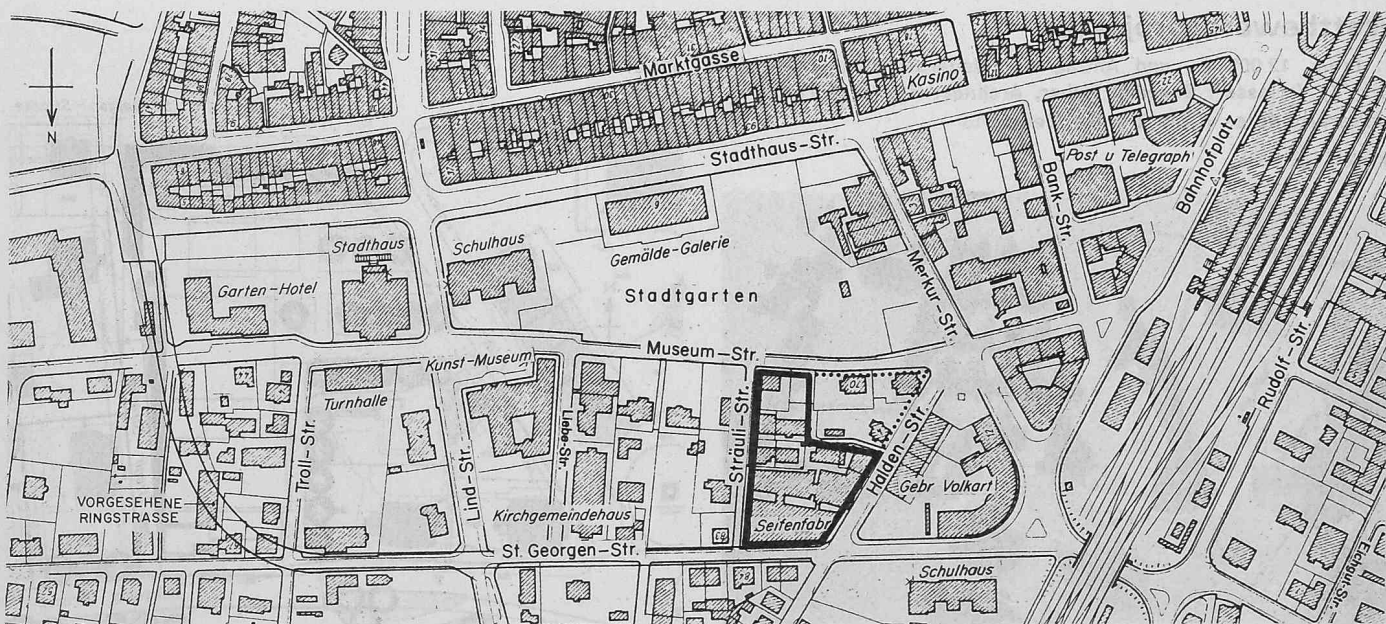 Marktgasse
Kasino
N
Stadthaus-Str.
Post u Telegraph
Bahnhofplatz
Bank-Str.
Stadthaus
Schulhaus
Gemälde-Galerie
Garten-Hotel
Stadtgarten
Merkur-Str.
Rudolf-Str.
Museum-Str.
Kunst-Museum
Turnhalle
Troll-Str.
Lind-Str.
Liebe-Str.
Sträuli-Str.
Halden-Str.
Gebr Volkart
VORGESEHENE
RINGSTRASSE
Kirchgemeindehaus
Seifenfabr
St. Georgen-Str.
Schulhaus
Eichgut-Str.